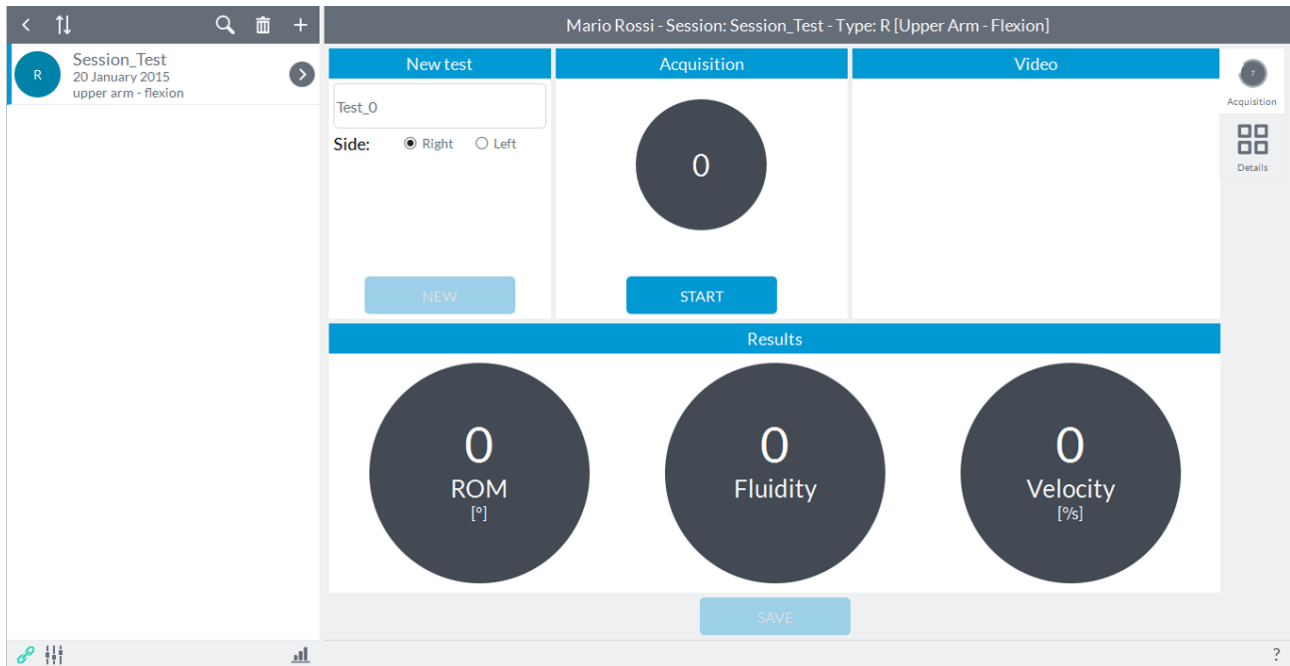 Mario Rossi - Session: Session_Test - Type: R [Upper Arm - Flexion]
R
Session_Test
20 January 2015
upper arm - flexion
New test
Acquisition
Video
Test_0
Side: Right Left
0
NEW
START
7
Acquisition
Details
Results
0
ROM
[°]
0
Fluidity
0
Velocity
[°/s]
SAVE
?